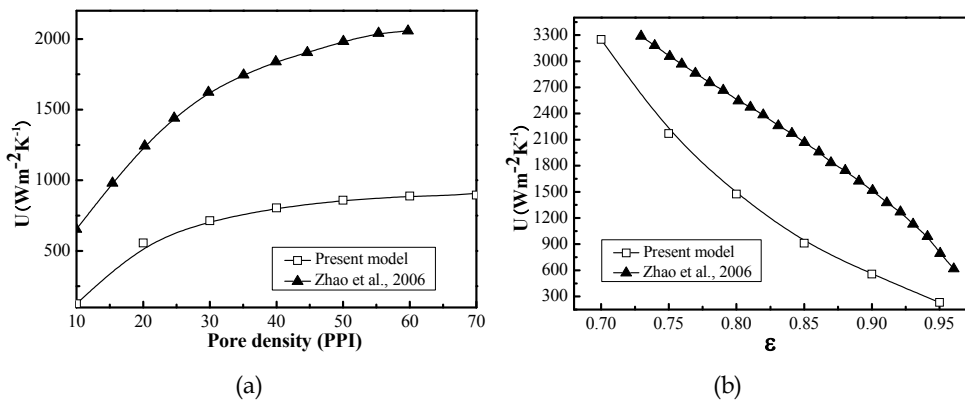 2000
1500
1000
500
U (Wm⁻²K⁻¹)
Present model
Zhao et al., 2006
10 20 30 40 50 60 70
Pore density (PPI)
(a)
3300
3000
2700
2400
2100
1800
1500
1200
900
600
300
U (Wm⁻²K⁻¹)
Present model
Zhao et al., 2006
0.70 0.75 0.80 0.85 0.90 0.95
ε
(b)